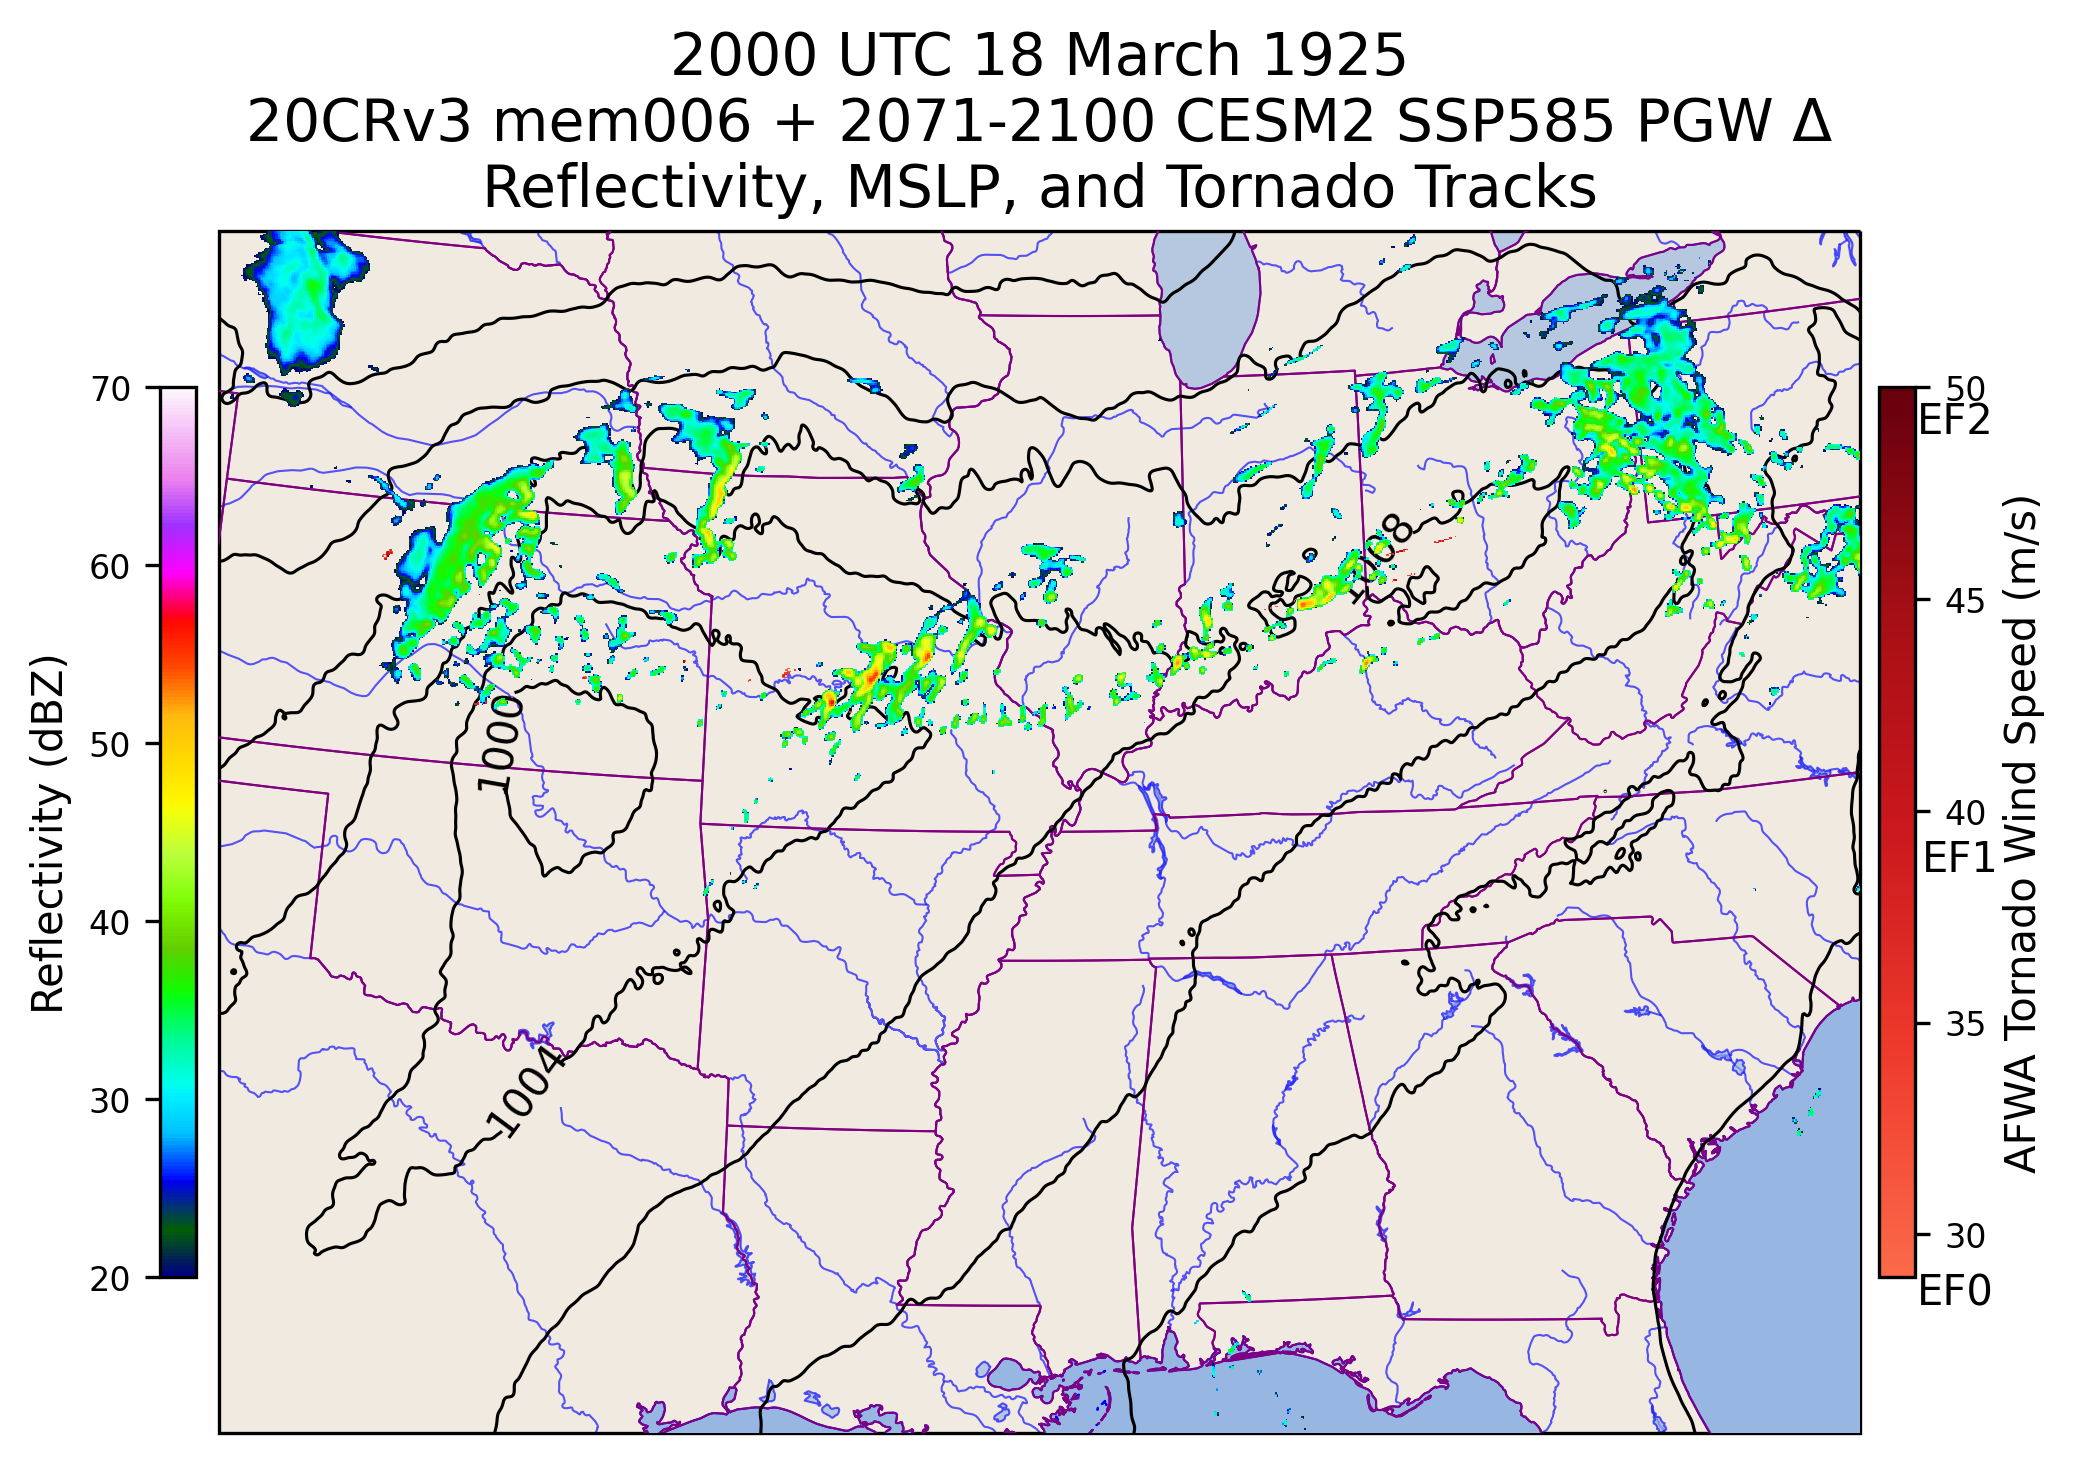 2000 UTC 18 March 1925
20CRv3 mem006 + 2071-2100 CESM2 SSP585 PGW Δ
Reflectivity, MSLP, and Tornado Tracks
70
60
50
40
30
20
Reflectivity (dBZ)
1000
1004
1008
50
EF2
45
40
EF1
35
30
EF0
AFWA Tornado Wind Speed (m/s)